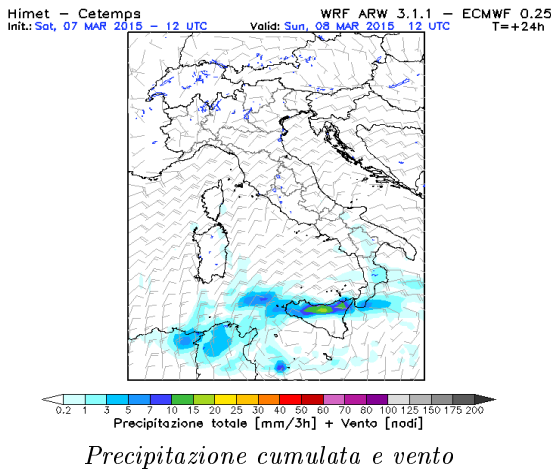 Himet – Cetemps WRF ARW 3.1.1 – ECMWF 0.25
Init.: Sat, 07 MAR 2015 – 12 UTC Valid: Sun, 08 MAR 2015 12 UTC T=+24h
0.2 1 3 5 7 10 15 20 25 30 40 50 60 70 80 100 125 150 175 200
Precipitazione totale [mm/3h] + Vento [nodi]
Precipitazione cumulata e vento